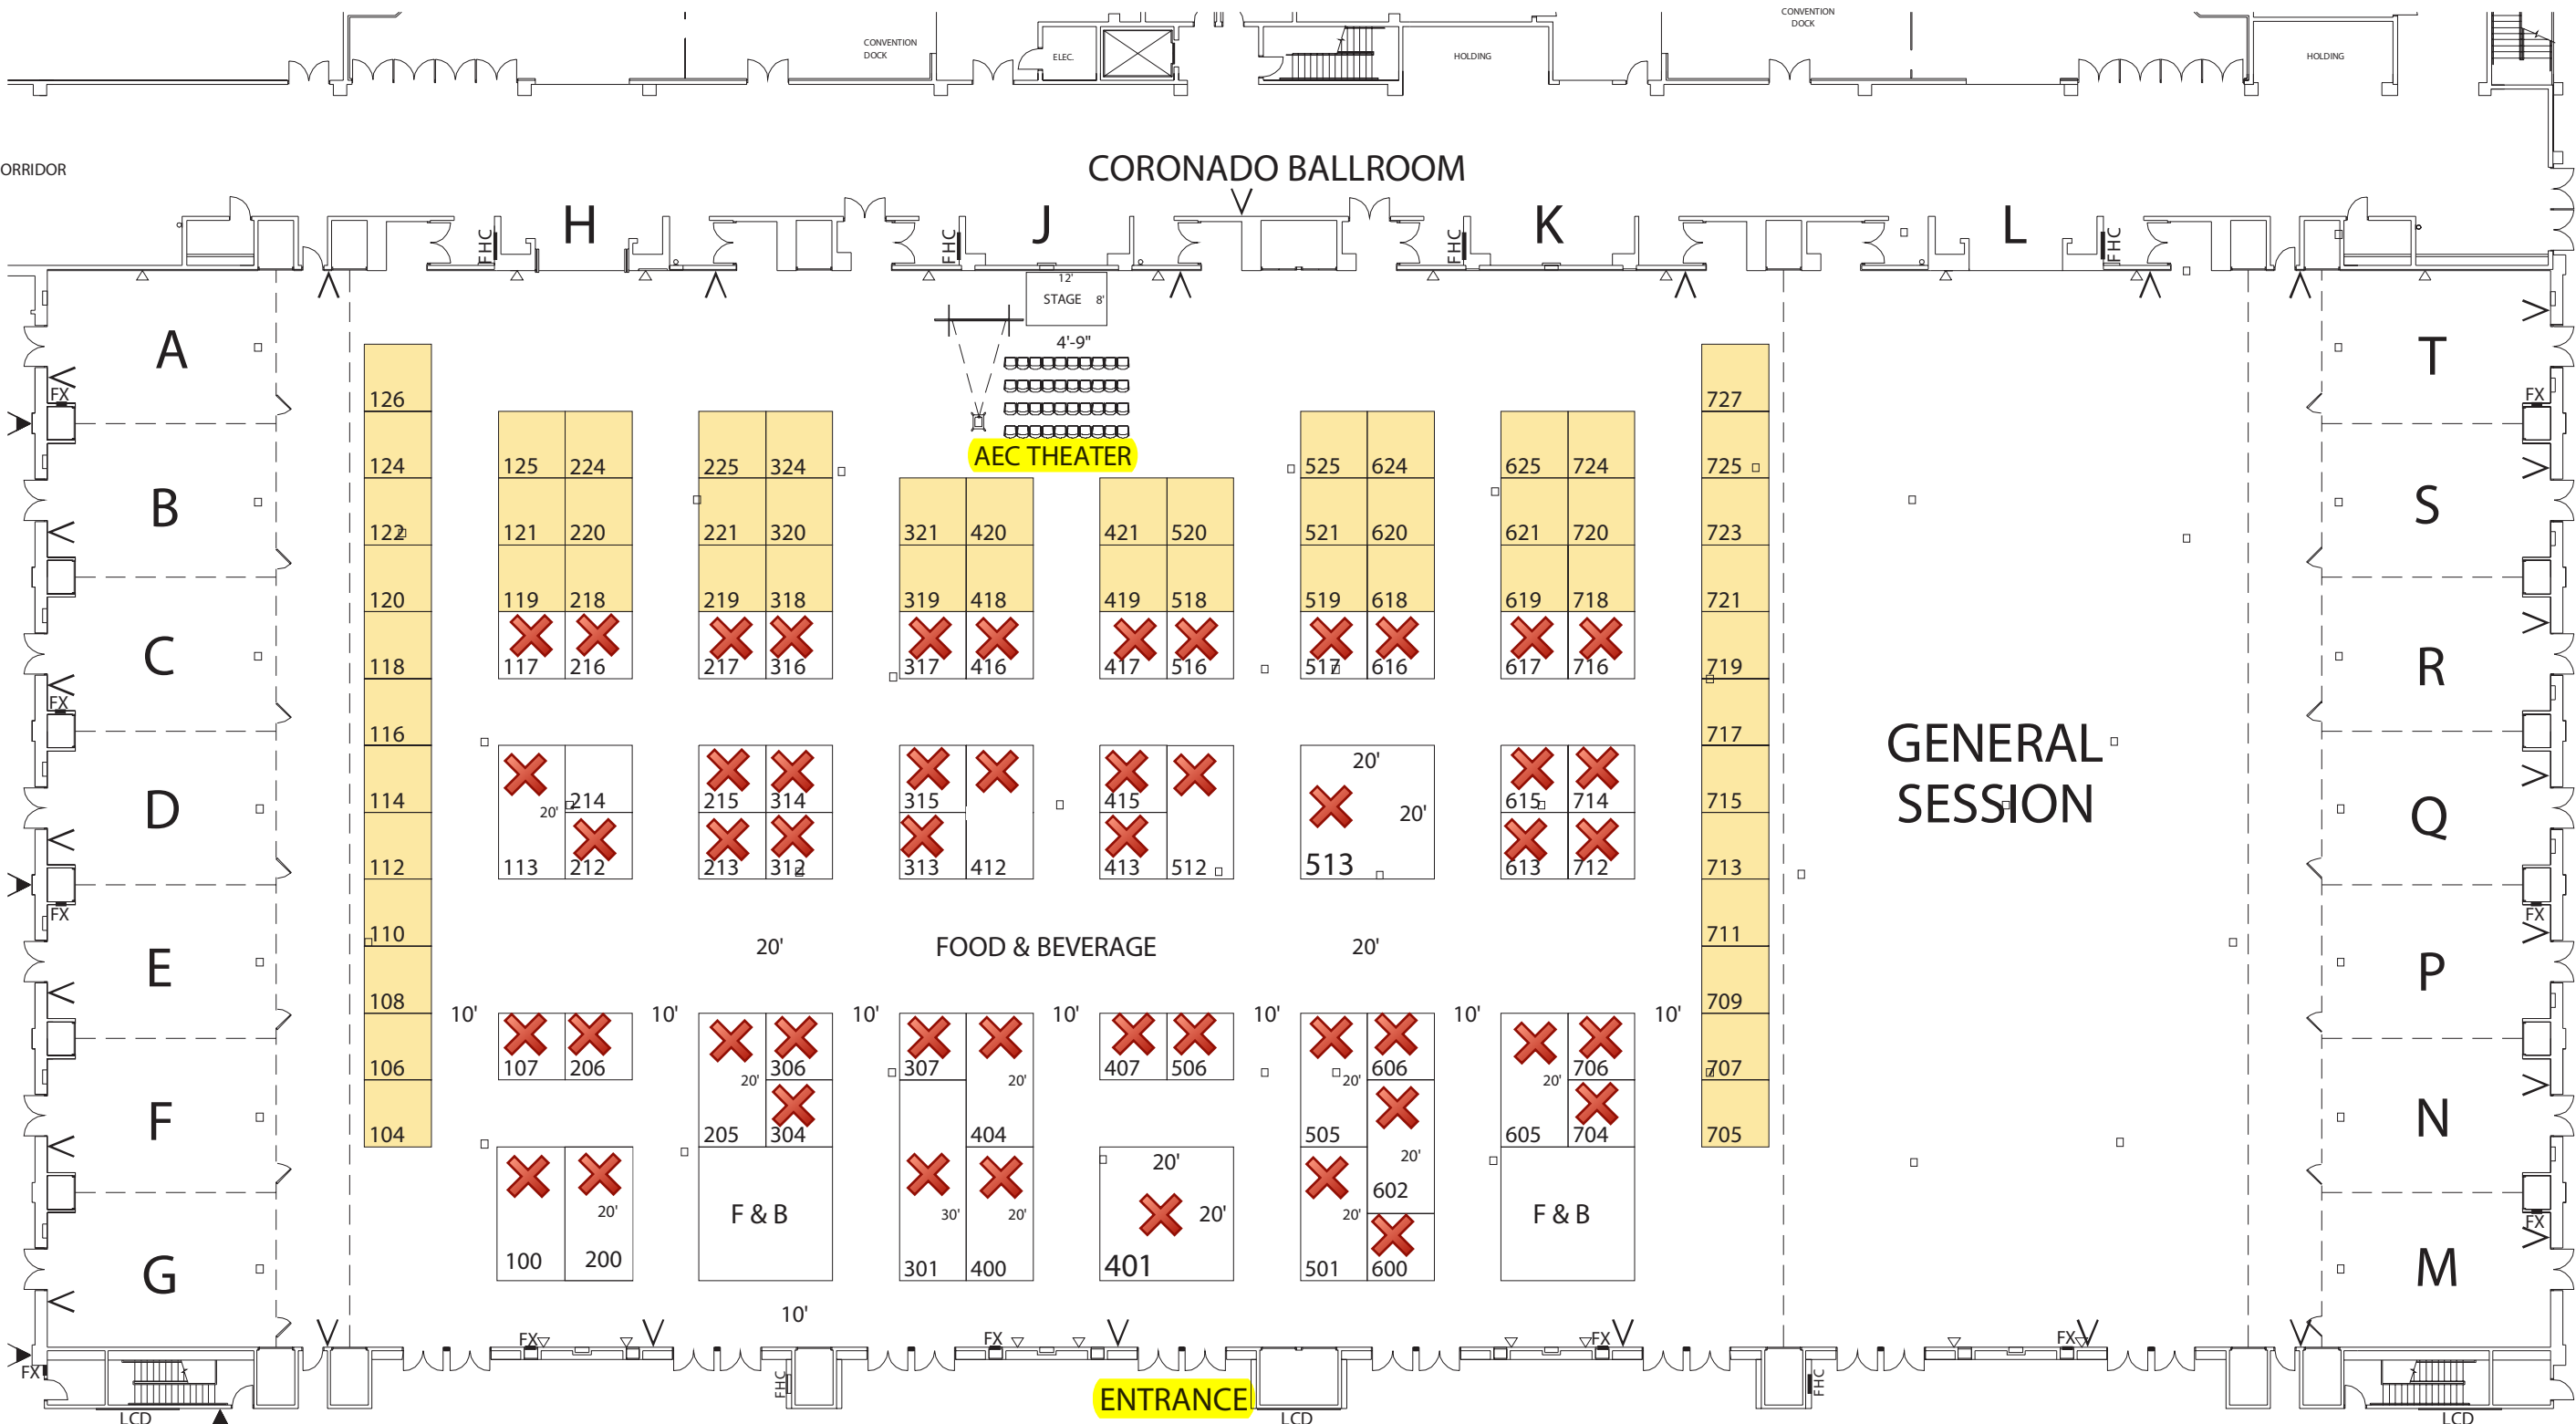 CONVENTION
DOCK
ELEC.
HOLDING
CONVENTION
DOCK
HOLDING
ORRIDOR
CORONADO BALLROOM
H
J
K
L
FHC
FHC
FHC
FHC
12'
STAGE 8'
4'-9"
AEC THEATER
A
B
C
D
E
F
G
FX
FX
FX
FX
T
S
R
Q
P
N
M
FX
FX
FX
126
124
122
120
118
116
114
112
110
108
106
104
125 224
121 220
119 218
117 216
225 324
221 320
219 318
217 316
321 420
319 418
317 416
421 520
419 518
417 516
525 624
521 620
519 618
517 616
625 724
621 720
619 718
617 716
727
725
723
721
719
717
715
713
711
709
707
705
GENERAL
SESSION
214
20'
113 212
215 314
213 312
315
313 412
415
413 512
20'
20'
513
615 714
613 712
20'
FOOD & BEVERAGE
20'
10'
10'
10'
10'
10'
10'
10'
107 206
306
20'
205 304
307
20'
404
407 506
606
20'
505
706
20'
605 704
20'
100 200
F & B
30'
20'
301 400
20'
20'
401
20'
602
20'
501 600
F & B
10'
FX
FX
FX
FX
FHC
FHC
ENTRANCE
LCD
LCD
LCD